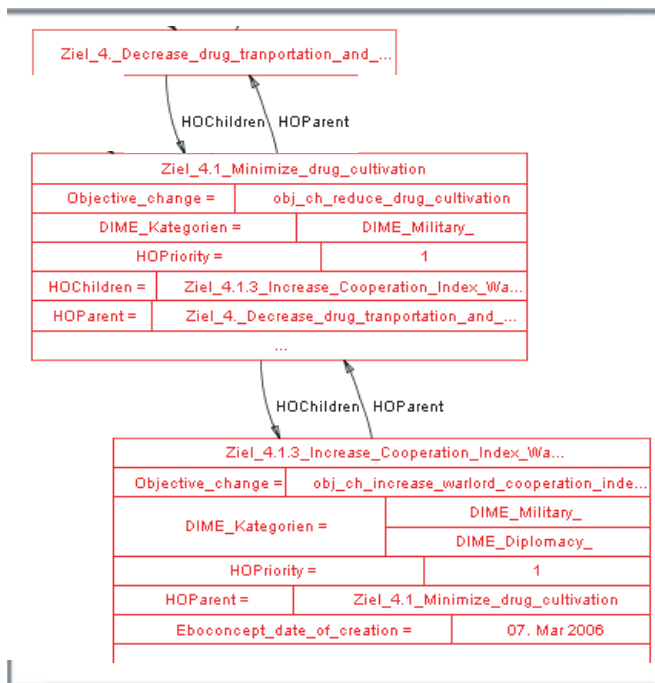 Ziel_4._Decrease_drug_tranportation_and_...
HOChildren HOParent
Ziel_4.1_Minimize_drug_cultivation
Objective_change = obj_ch_reduce_drug_cultivation
DIME_Kategorien = DIME_Military_
HOPriority = 1
HOChildren = Ziel_4.1.3_Increase_Cooperation_Index_Wa...
HOParent = Ziel_4._Decrease_drug_tranportation_and_...
...
HOChildren HOParent
Ziel_4.1.3_Increase_Cooperation_Index_Wa...
Objective_change = obj_ch_increase_warlord_cooperation_inde...
DIME_Kategorien = DIME_Military_
DIME_Diplomacy_
HOPriority = 1
HOParent = Ziel_4.1_Minimize_drug_cultivation
Eboconcept_date_of_creation = 07. Mar 2006